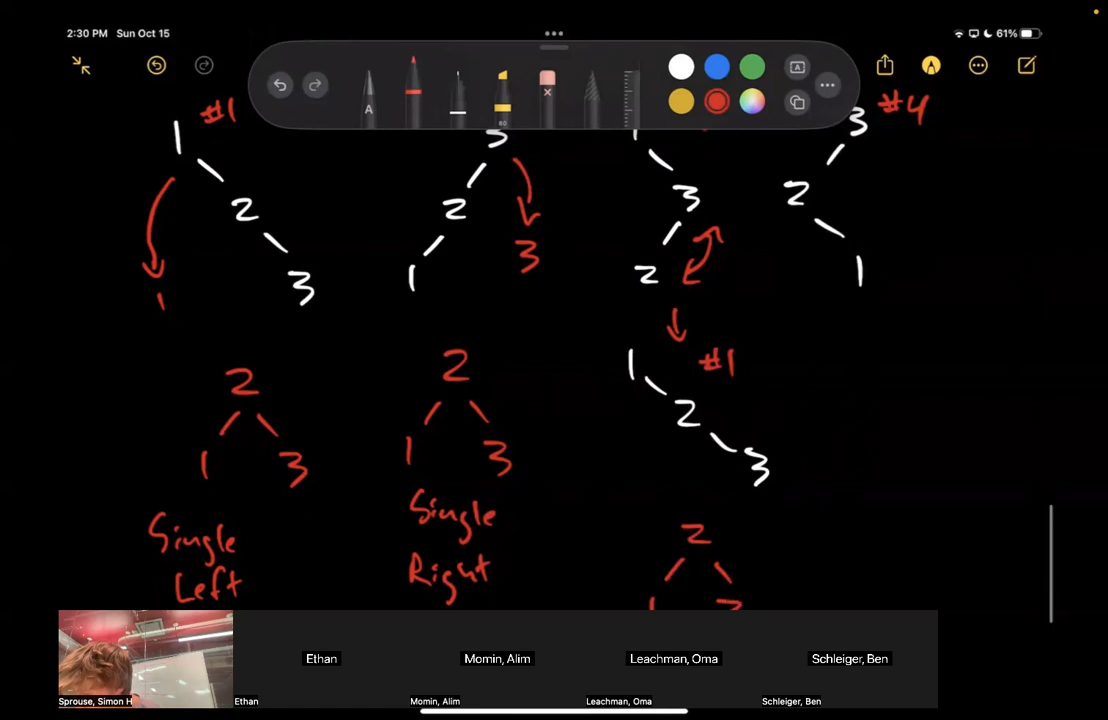 2:30 PM Sun Oct 15
61%
A
80
A
#1
#4
1
2
3
1
3
2
1
3
1
3
2
3
2
1
#1
1
2
3
2
1 3
2
1 3
2
Single
Left
Single
Right
Ethan
Momin, Alim
Leachman, Oma
Schleiger, Ben
Sprouse, Simon H
Ethan
Momin, Alim
Leachman, Oma
Schleiger, Ben